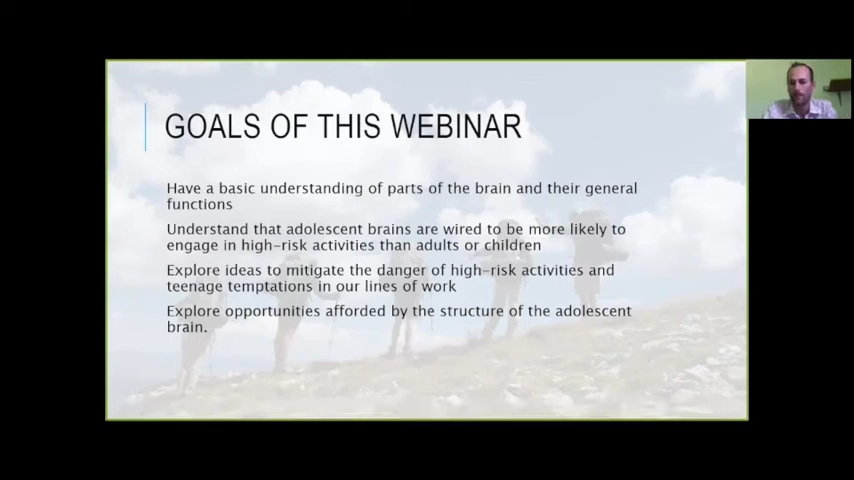 GOALS OF THIS WEBINAR
Have a basic understanding of parts of the brain and their general
functions
Understand that adolescent brains are wired to be more likely to
engage in high-risk activities than adults or children
Explore ideas to mitigate the danger of high-risk activities and
teenage temptations in our lines of work
Explore opportunities afforded by the structure of the adolescent
brain.